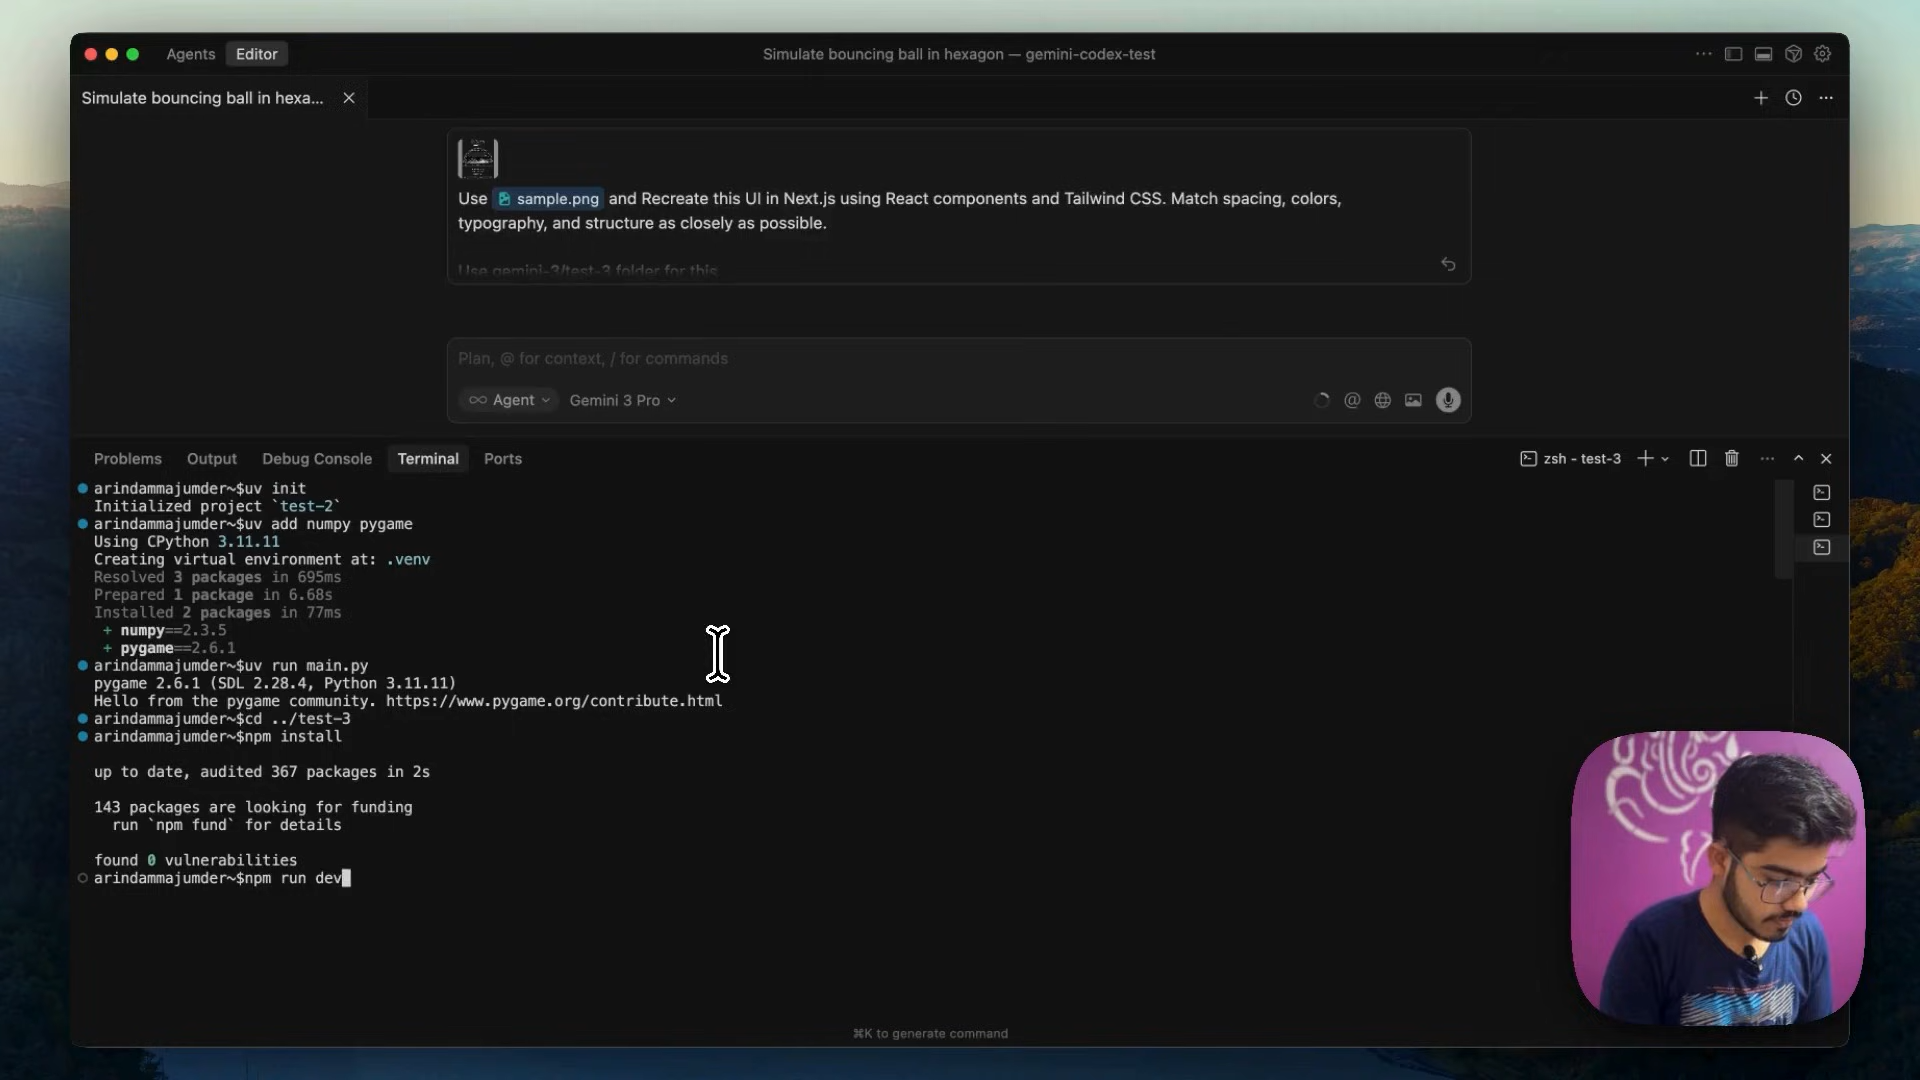 Agents Editor Simulate bouncing ball in hexagon — gemini-codex-test
Simulate bouncing ball in hexa...
Use sample.png and Recreate this UI in Next.js using React components and Tailwind CSS. Match spacing, colors,
typography, and structure as closely as possible.
Use gemini-3/test-3 folder for this
Plan, @ for context, / for commands
Agent Gemini 3 Pro
Problems Output Debug Console Terminal Ports zsh - test-3
arindammajumder~$uv init
Initialized project `test-2`
arindammajumder~$uv add numpy pygame
Using CPython 3.11.11
Creating virtual environment at: .venv
Resolved 3 packages in 695ms
Prepared 1 package in 6.68s
Installed 2 packages in 77ms
+ numpy==2.3.5
+ pygame==2.6.1
arindammajumder~$uv run main.py
pygame 2.6.1 (SDL 2.28.4, Python 3.11.11)
Hello from the pygame community. https://www.pygame.org/contribute.html
arindammajumder~$cd ../test-3
arindammajumder~$npm install
up to date, audited 367 packages in 2s
143 packages are looking for funding
run `npm fund` for details
found 0 vulnerabilities
arindammajumder~$npm run dev
⌘K to generate command